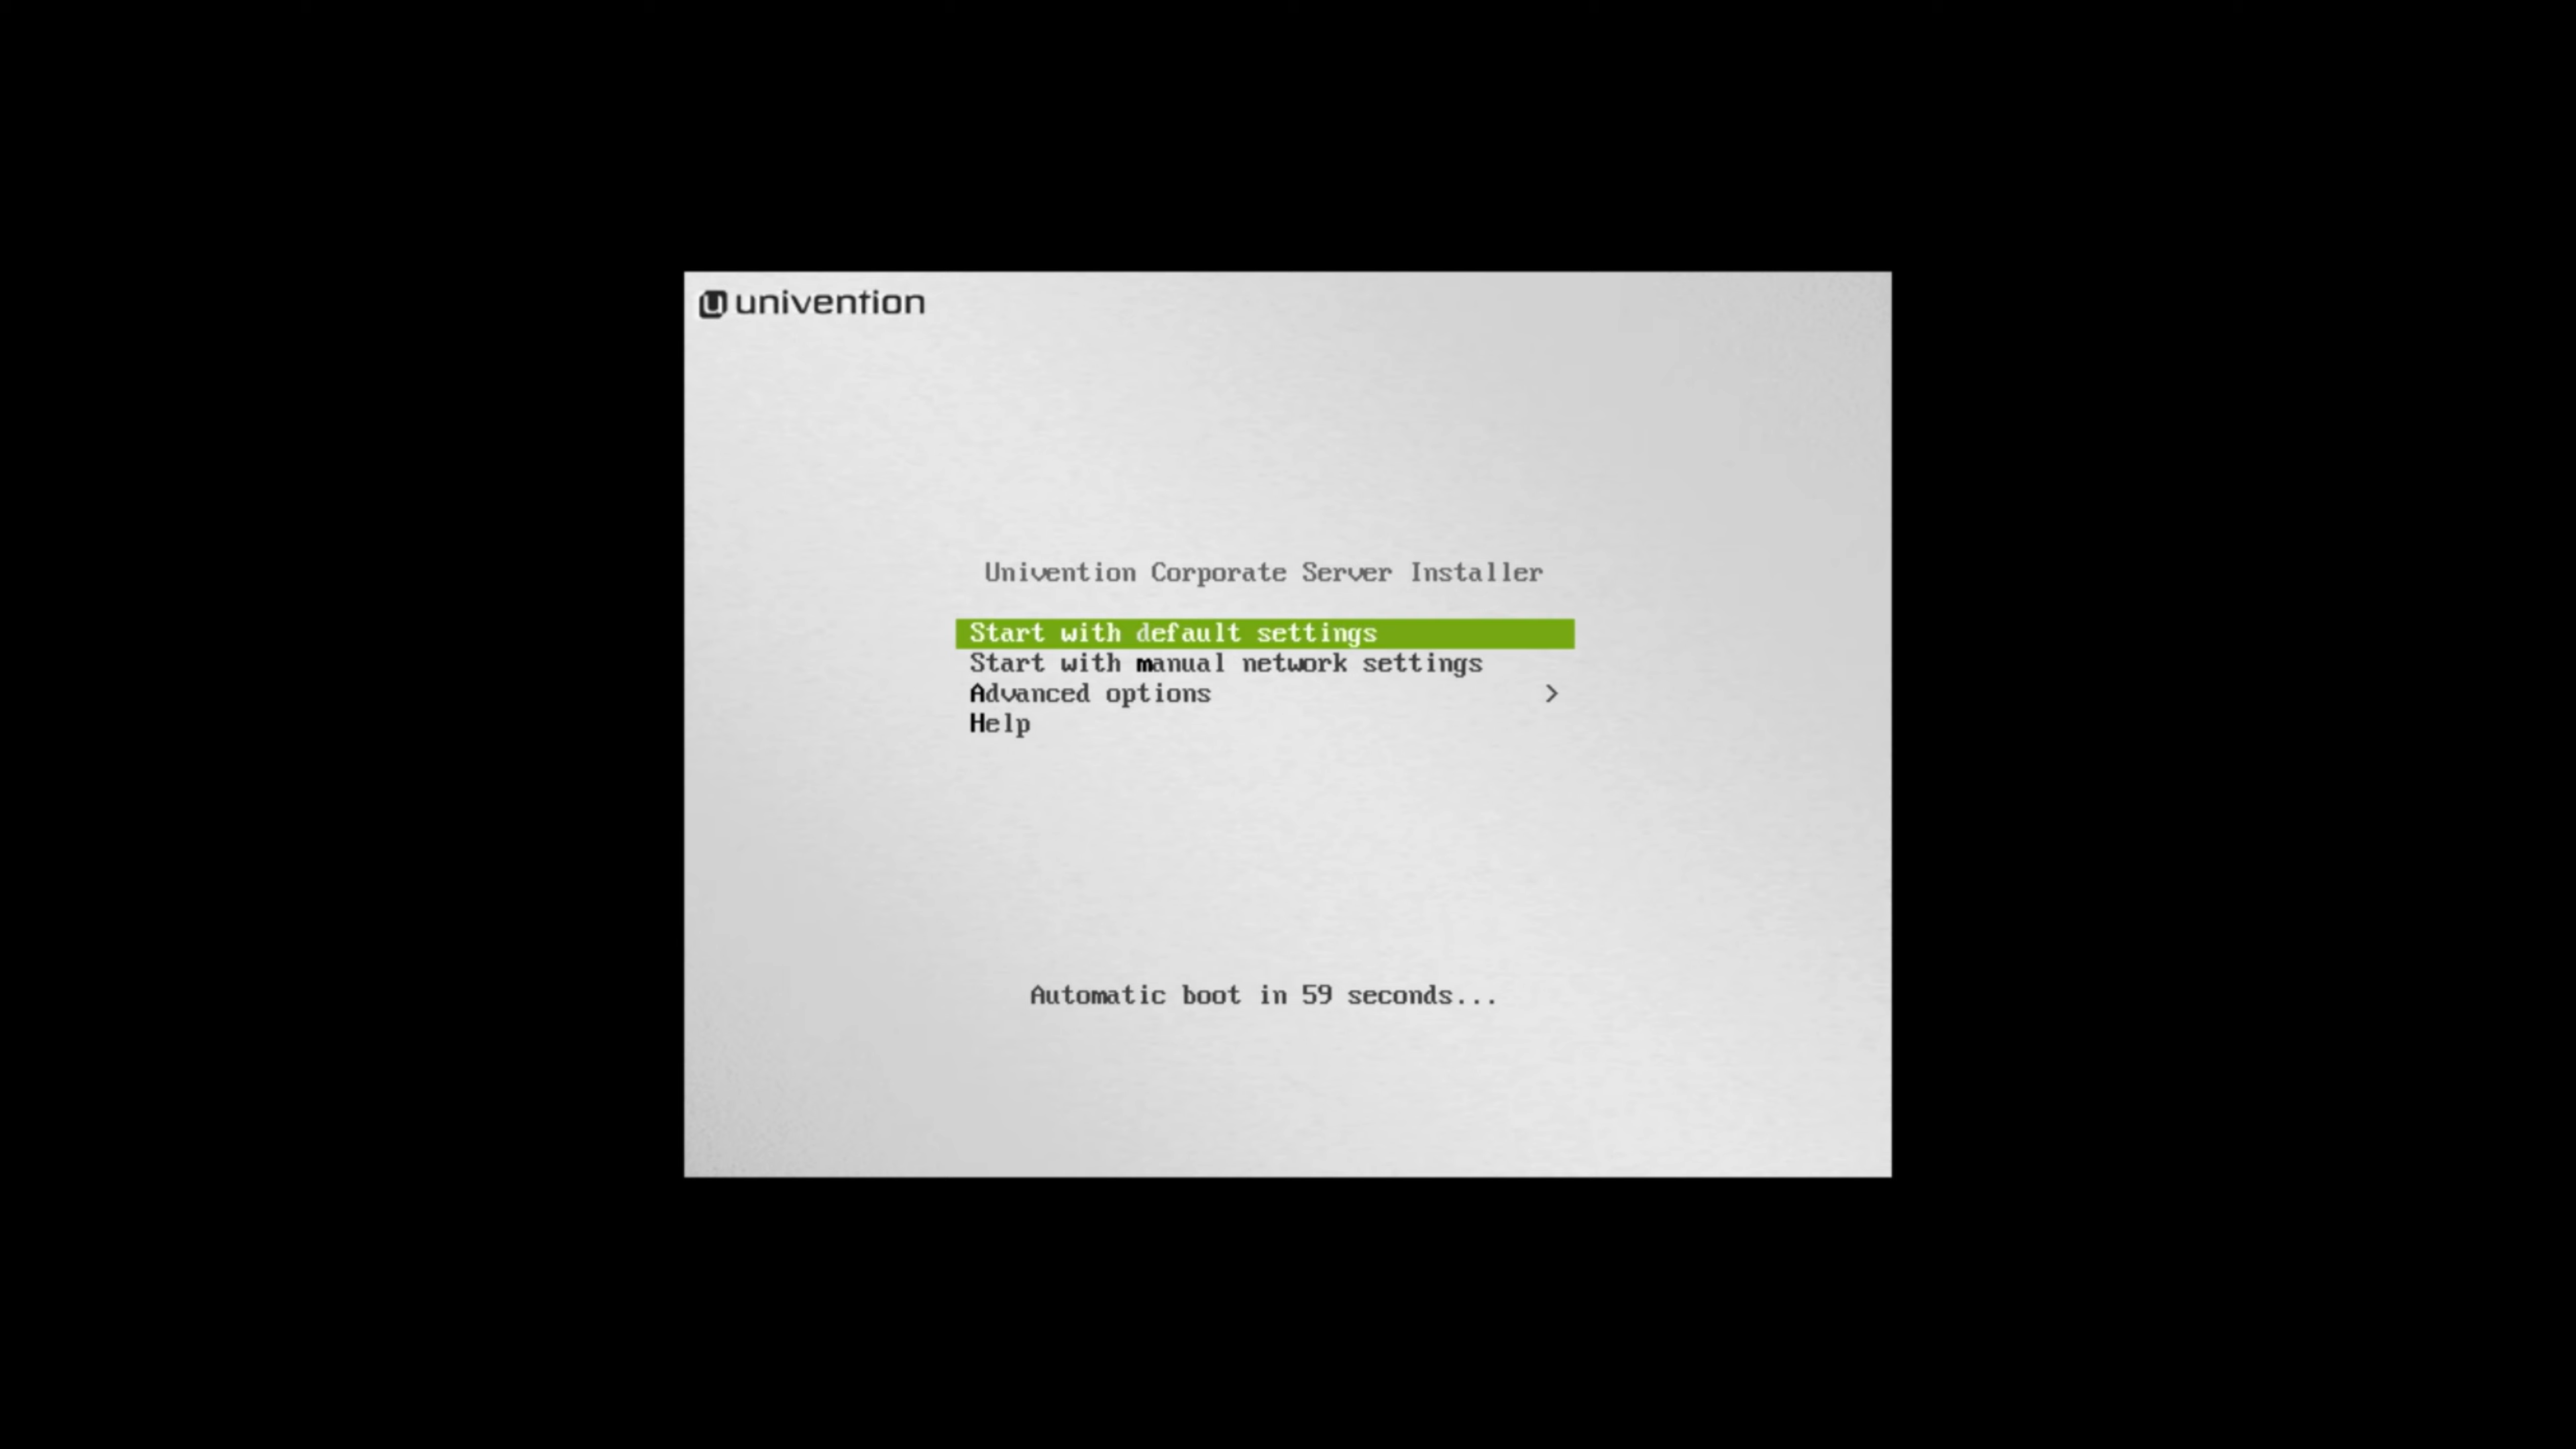 univention
Univention Corporate Server Installer
Start with default settings
Start with manual network settings
Advanced options >
Help
Automatic boot in 59 seconds...